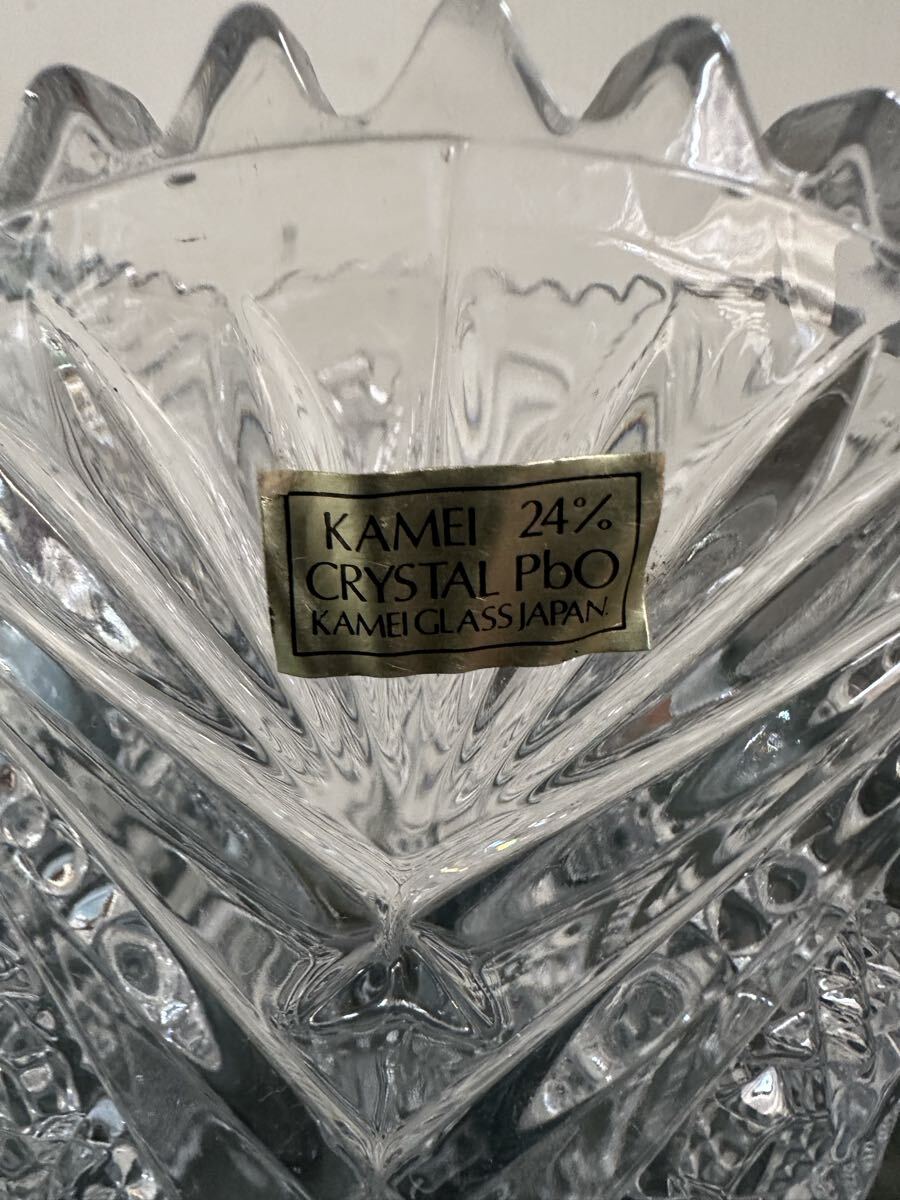 KAMEI 24%
CRYSTAL PbO
KAMEI GLASS JAPAN.